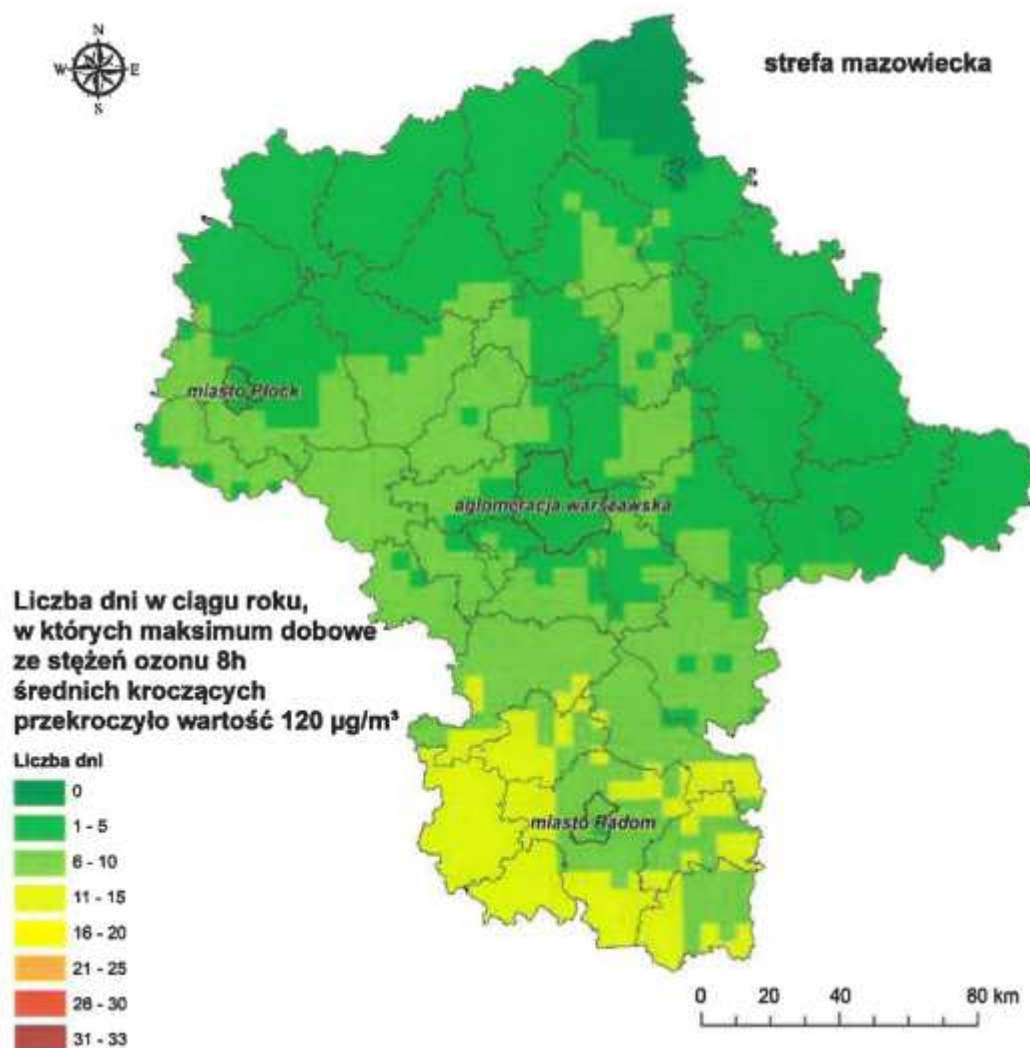 N
W E
S
strefa mazowiecka
miasto Płock
aglomeracja warszawska
miasto Radom
Liczba dni w ciągu roku,
w których maksimum dobowe
ze stężeń ozonu 8h
średnich kroczących
przekroczyło wartość 120 µg/m³
Liczba dni
0
1 - 5
6 - 10
11 - 15
16 - 20
21 - 25
26 - 30
31 - 33
0 20 40 80 km